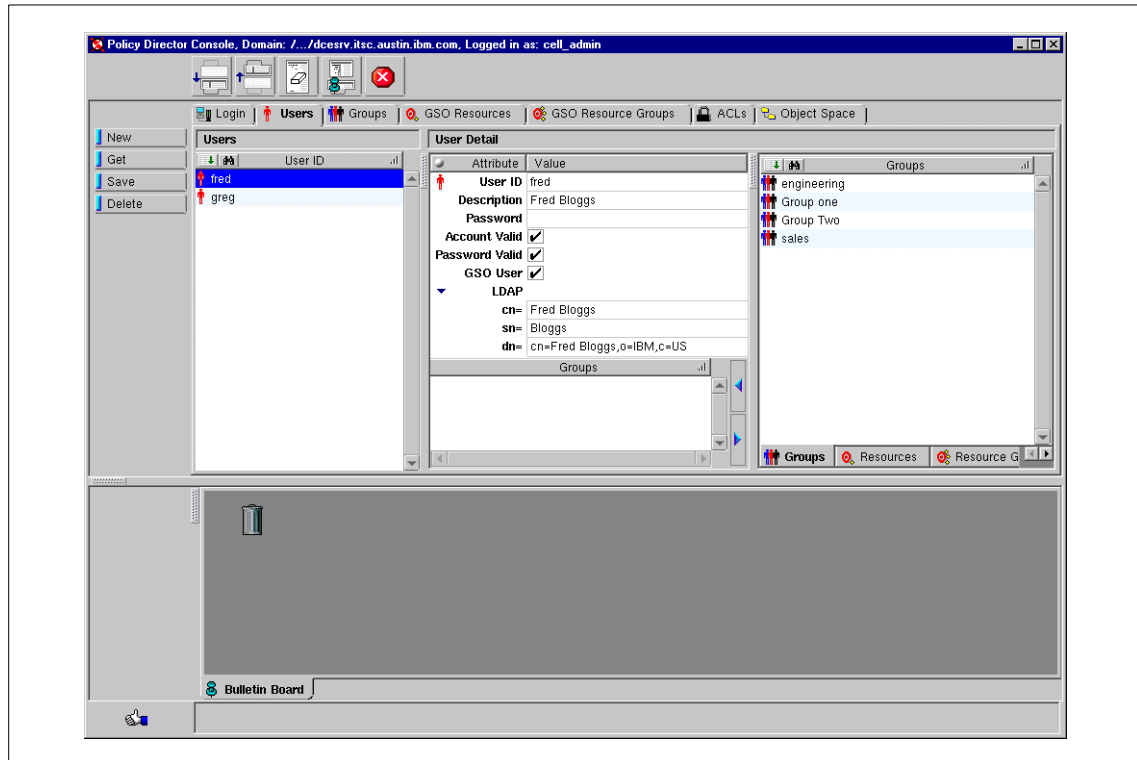 Policy Director Console, Domain: /.../dcesrv.itsc.austin.ibm.com, Logged in as: cell_admin
Login Users Groups GSO Resources GSO Resource Groups ACLs Object Space
New
Get
Save
Delete
Users
User ID
fred
greg
User Detail
Attribute Value
User ID fred
Description Fred Bloggs
Password
Account Valid
Password Valid
GSO User
LDAP
cn= Fred Bloggs
sn= Bloggs
dn= cn=Fred Bloggs,o=IBM,c=US
Groups
Groups
engineering
Group one
Group Two
sales
Groups Resources Resource G
Bulletin Board